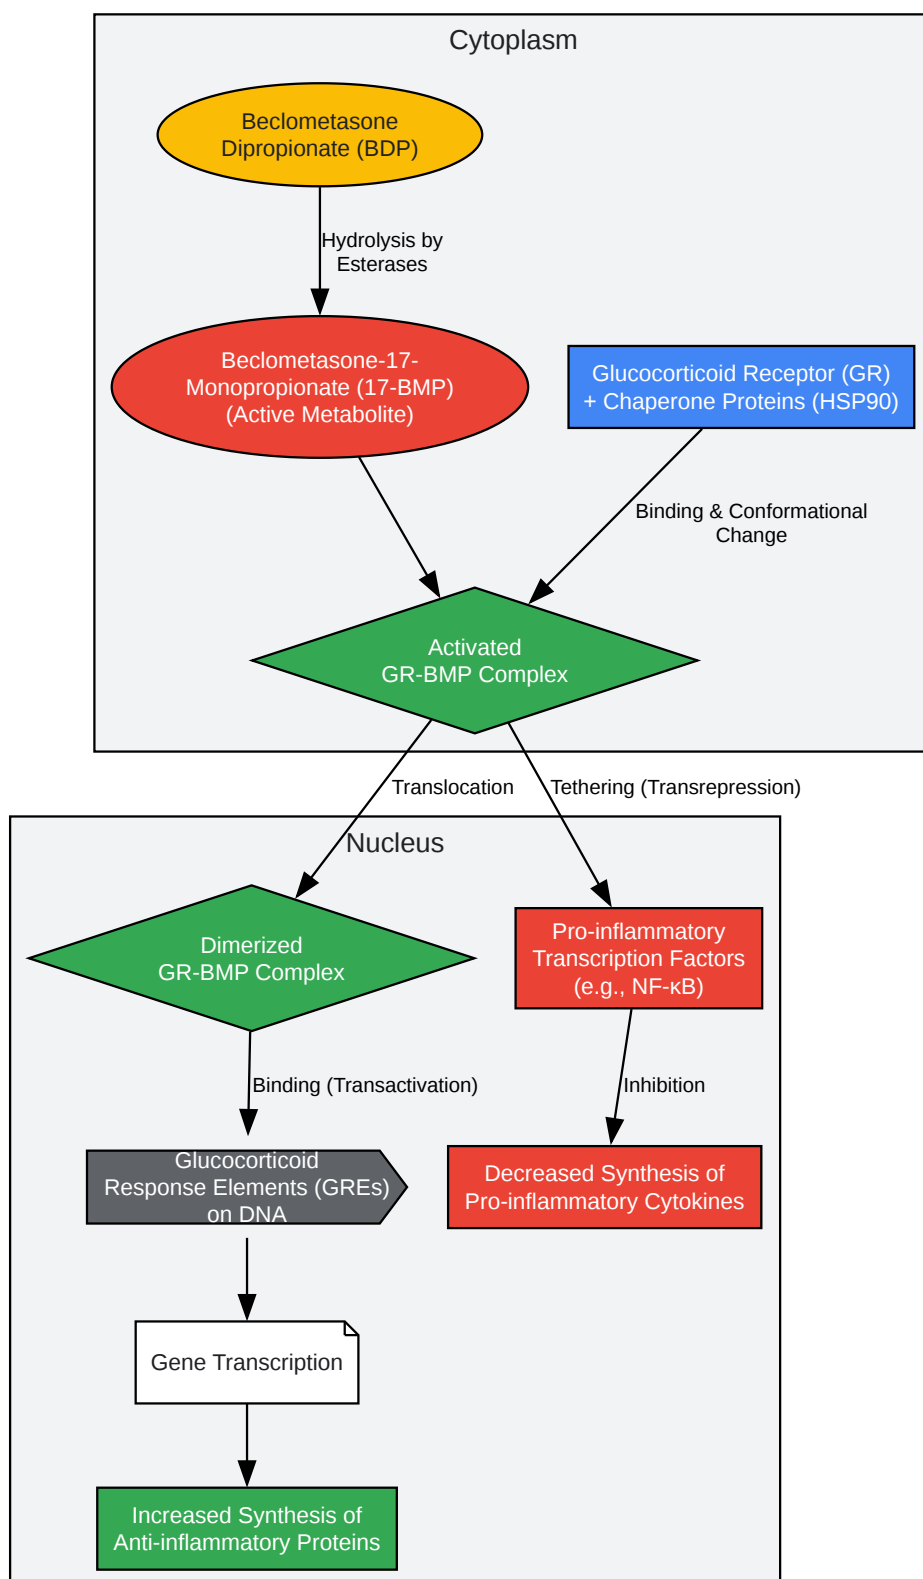 Cytoplasm
Beclometasone
Dipropionate (BDP)
Hydrolysis by
Esterases
Beclometasone-17-
Monopropionate (17-BMP)
(Active Metabolite)
Glucocorticoid Receptor (GR)
+ Chaperone Proteins (HSP90)
Binding & Conformational
Change
Activated
GR-BMP Complex
Translocation
Tethering (Transrepression)
Nucleus
Dimerized
GR-BMP Complex
Pro-inflammatory
Transcription Factors
(e.g., NF-κB)
Binding (Transactivation)
Inhibition
Glucocorticoid
Response Elements (GREs)
on DNA
Decreased Synthesis of
Pro-inflammatory Cytokines
Gene Transcription
Increased Synthesis of
Anti-inflammatory Proteins